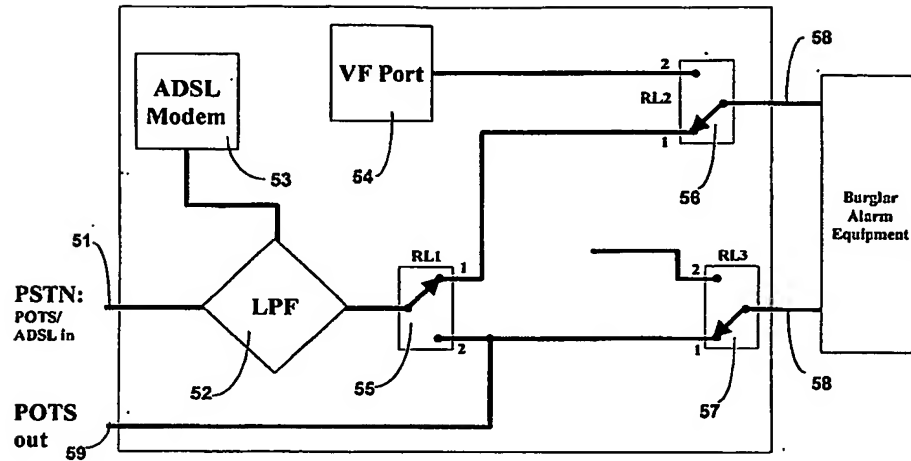 58
ADSL
Modem
VF Port
2
RL2
1
53
54
56
Burglar
Alarm
Equipment
51
PSTN:
POTS/
ADSL in
LPF
RL1
1
2
RL3
2
1
52
55
57
58
POTS
out
59